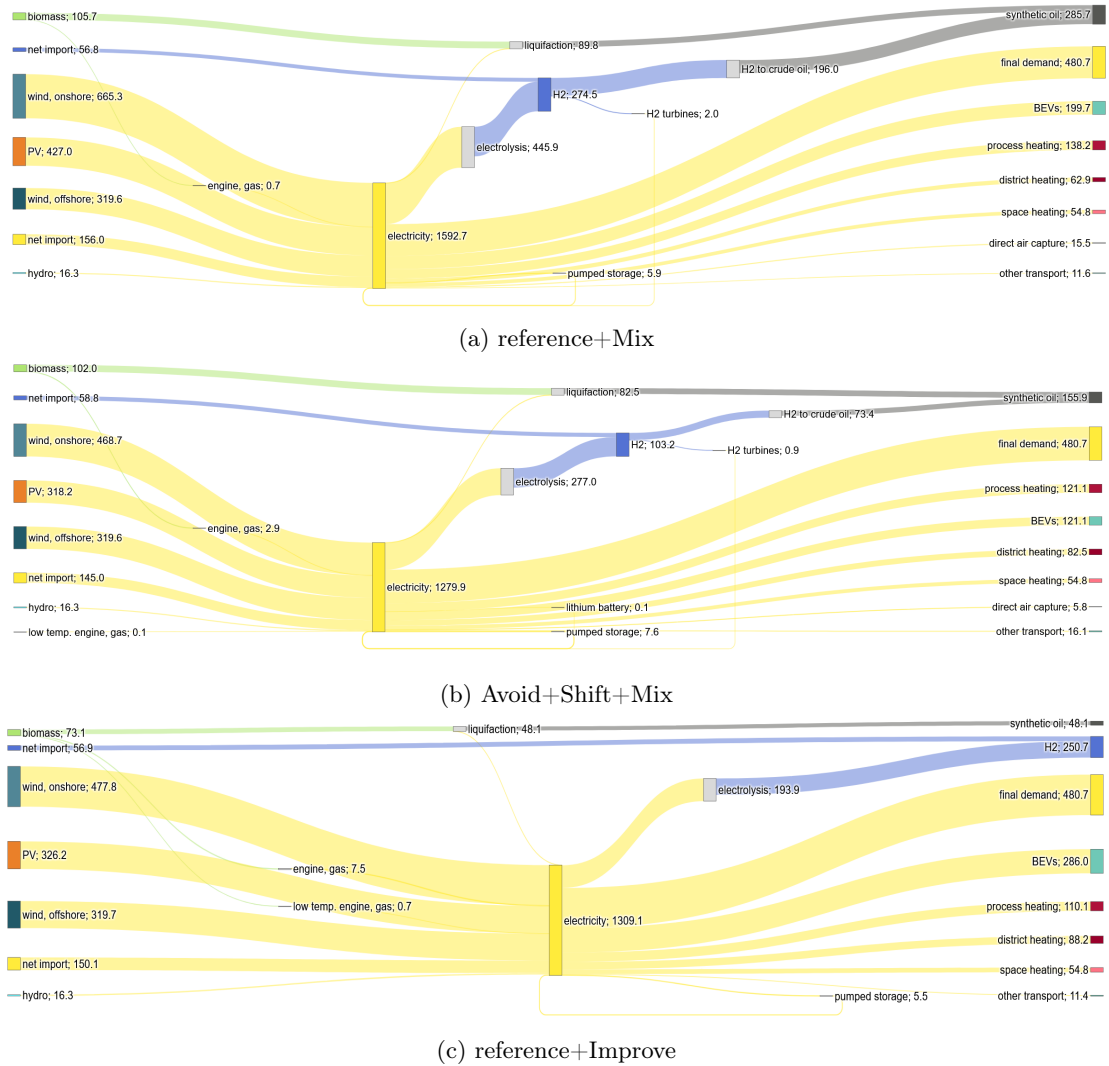 biomass; 105.7
synthetic oil; 285.7
liquifaction; 89.8
net import; 56.8
final demand; 480.7
H2 to crude oil; 196.0
wind, onshore; 665.3
H2; 274.5
BEVs; 199.7
H2 turbines; 2.0
process heating; 138.2
electrolysis; 445.9
PV; 427.0
district heating; 62.9
engine, gas; 0.7
wind, offshore; 319.6
space heating; 54.8
electricity; 1592.7
net import; 156.0
direct air capture; 15.5
hydro; 16.3
pumped storage; 5.9
other transport; 11.6
(a) reference+Mix
biomass; 102.0
liquifaction; 82.5
net import; 58.8
synthetic oil; 155.9
H2 to crude oil; 73.4
wind, onshore; 468.7
final demand; 480.7
H2; 103.2
H2 turbines; 0.9
electrolysis; 277.0
process heating; 121.1
PV; 318.2
BEVs; 121.1
engine, gas; 2.9
wind, offshore; 319.6
district heating; 82.5
net import; 145.0
space heating; 54.8
electricity; 1279.9
hydro; 16.3
lithium battery; 0.1
direct air capture; 5.8
low temp. engine, gas; 0.1
pumped storage; 7.6
other transport; 16.1
(b) Avoid+Shift+Mix
synthetic oil; 48.1
liquifaction; 48.1
biomass; 73.1
net import; 56.9
H2; 250.7
wind, onshore; 477.8
electrolysis; 193.9
final demand; 480.7
PV; 326.2
BEVs; 286.0
engine, gas; 7.5
low temp. engine, gas; 0.7
process heating; 110.1
wind, offshore; 319.7
electricity; 1309.1
district heating; 88.2
net import; 150.1
space heating; 54.8
hydro; 16.3
pumped storage; 5.5
other transport; 11.4
(c) reference+Improve